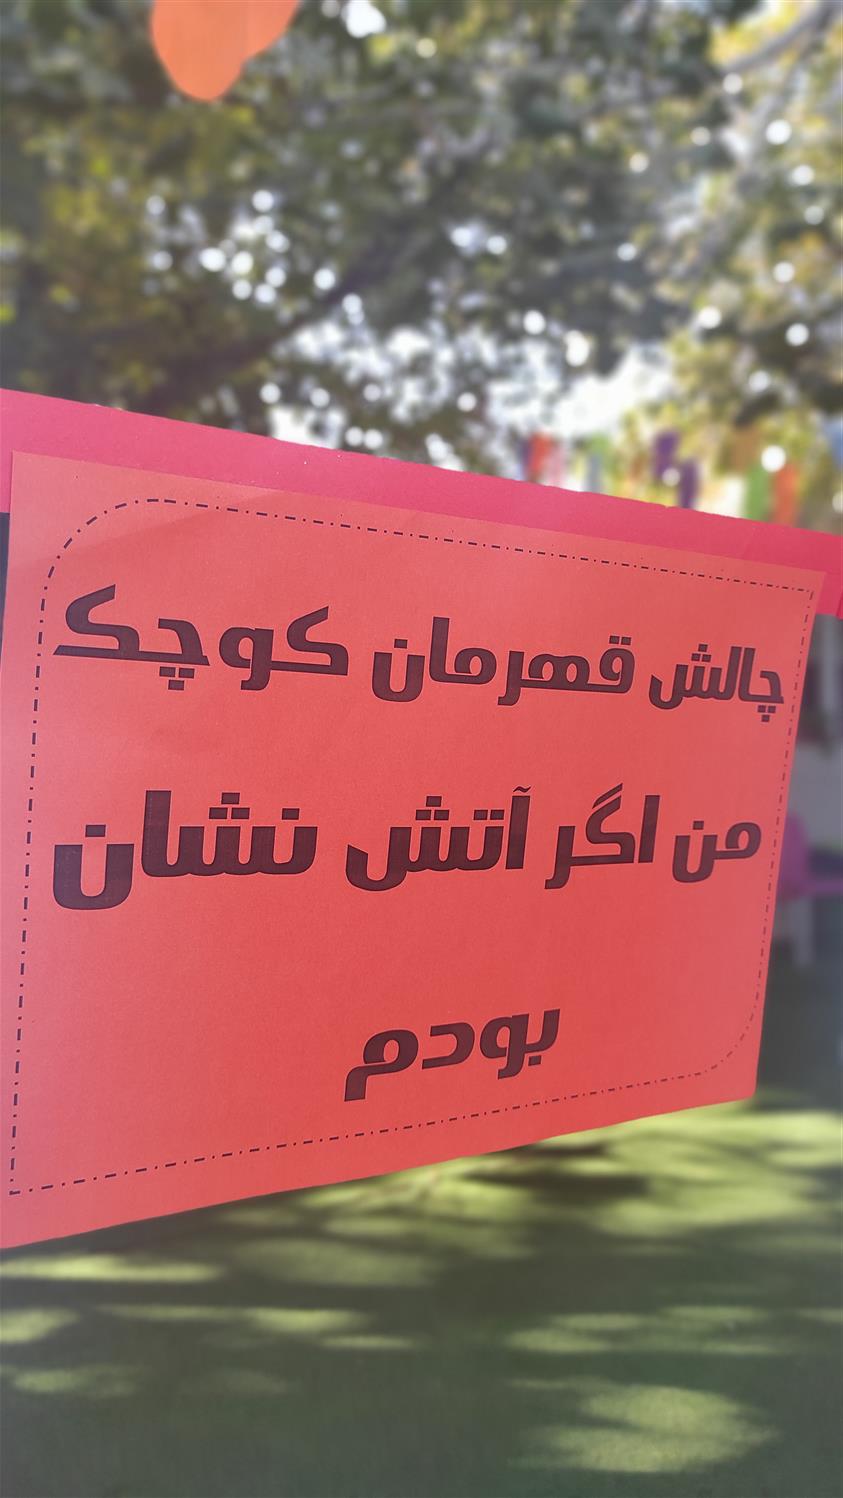 چالش قهرمان کوچک
من اگر آتش نشان
بودم